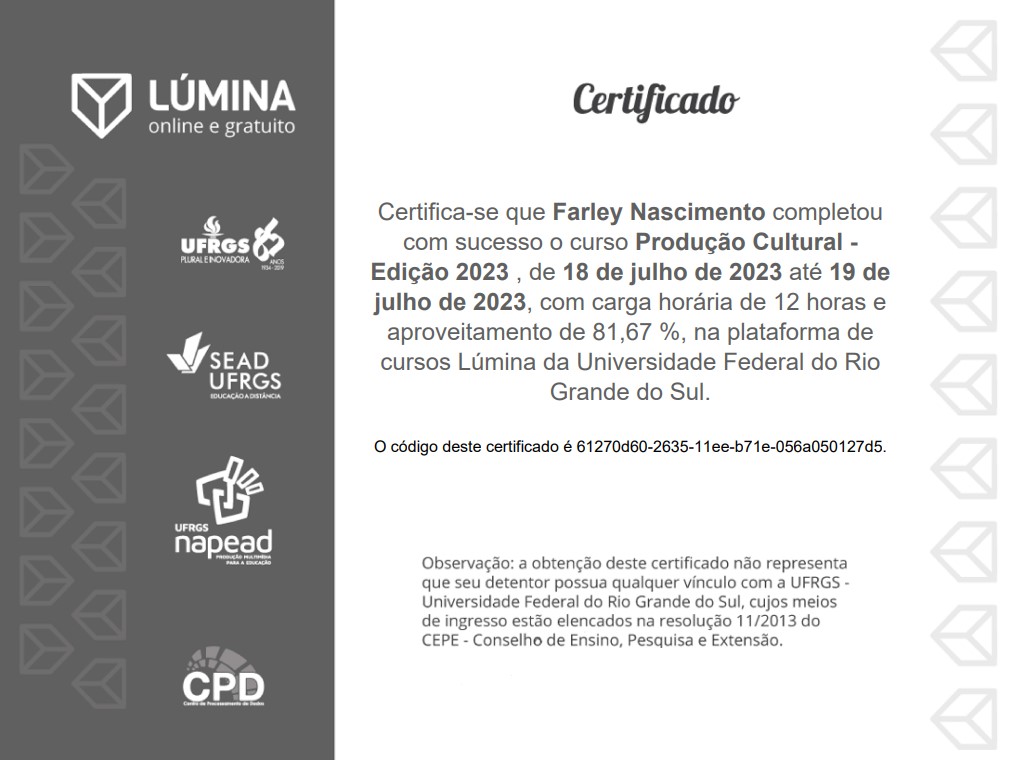 LÚMINA
online e gratuito
UFRGS
PLURAL E INOVADORA
85
ANOS
1934 - 2019
SEAD
UFRGS
EDUCAÇÃO A DISTÂNCIA
UFRGS
napead
PRODUÇÃO MULTIMÍDIA
PARA A EDUCAÇÃO
CPD
Centro de Processamento de Dados
Certificado
Certifica-se que Farley Nascimento completou
com sucesso o curso Produção Cultural -
Edição 2023 , de 18 de julho de 2023 até 19 de
julho de 2023, com carga horária de 12 horas e
aproveitamento de 81,67 %, na plataforma de
cursos Lúmina da Universidade Federal do Rio
Grande do Sul.
O código deste certificado é 61270d60-2635-11ee-b71e-056a050127d5.
Observação: a obtenção deste certificado não representa
que seu detentor possua qualquer vínculo com a UFRGS -
Universidade Federal do Rio Grande do Sul, cujos meios
de ingresso estão elencados na resolução 11/2013 do
CEPE - Conselho de Ensino, Pesquisa e Extensão.